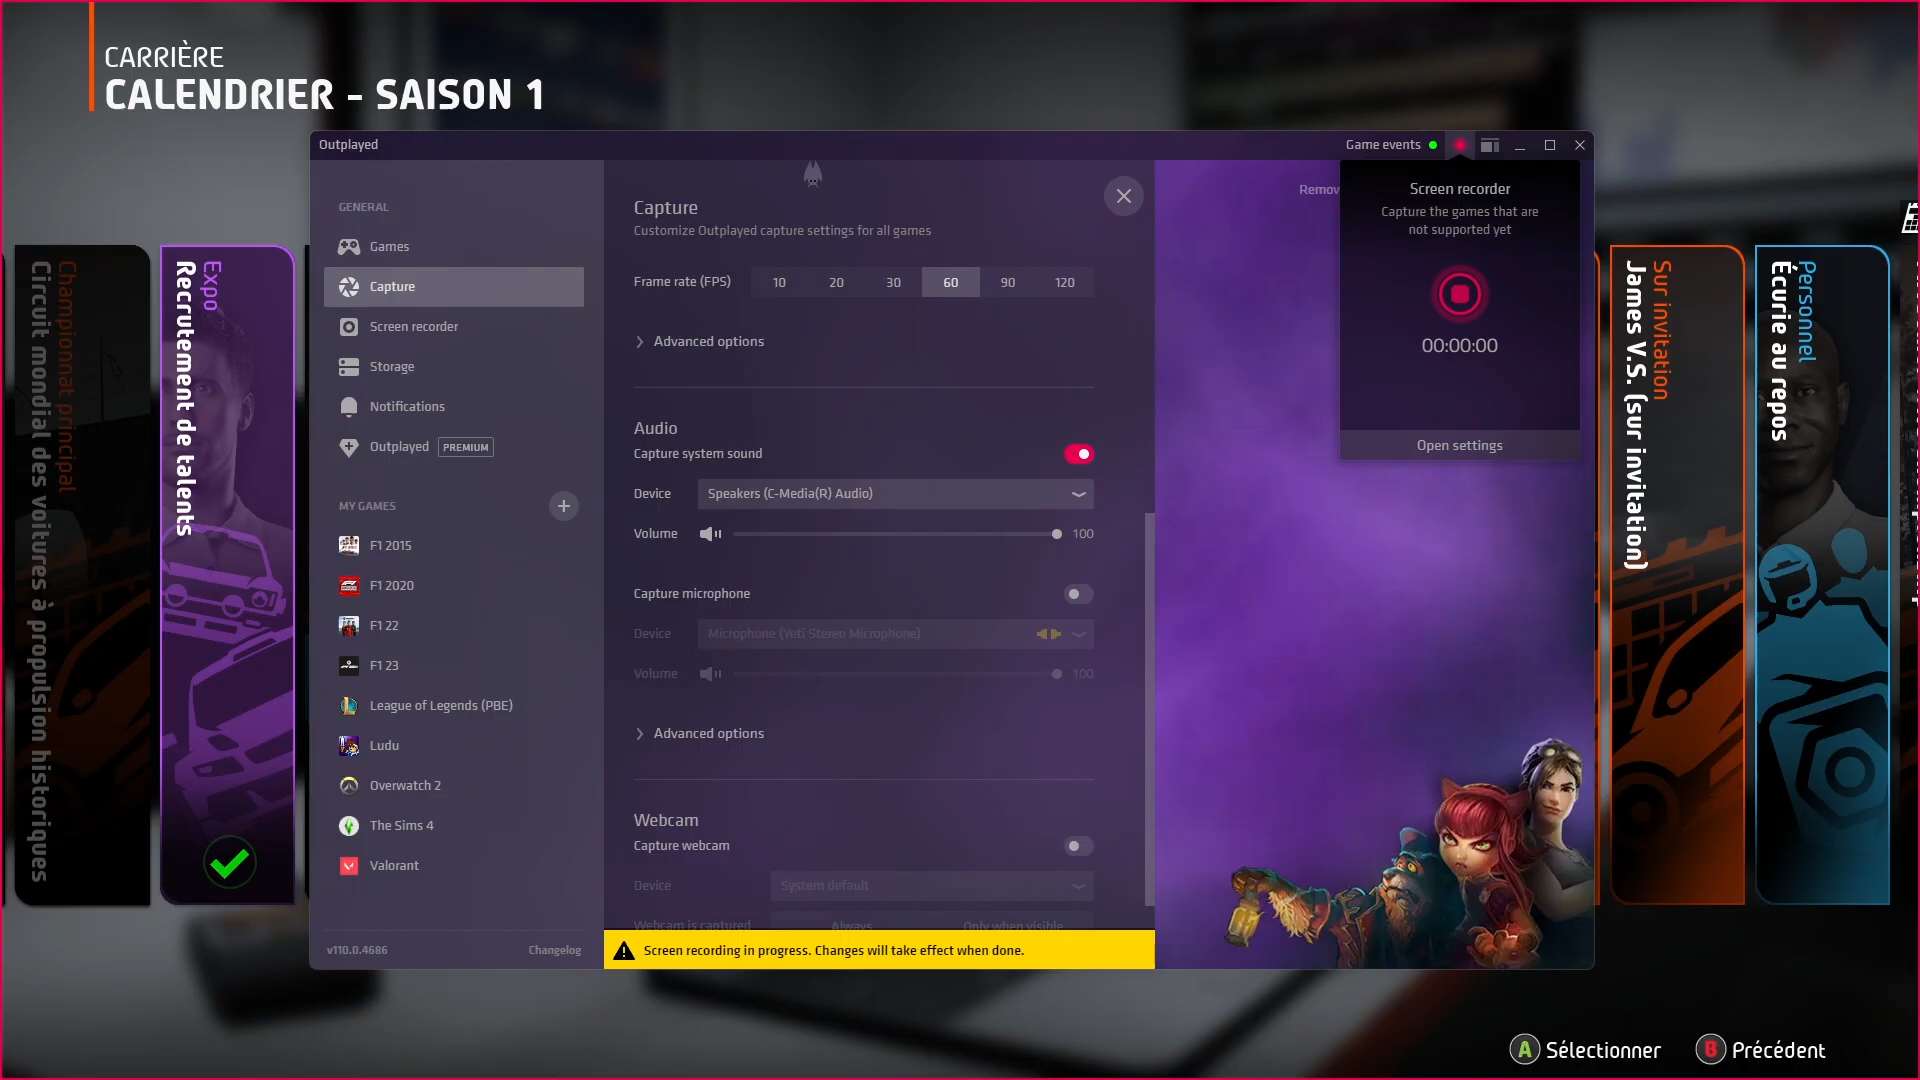 CARRIÈRE
CALENDRIER - SAISON 1
Outplayed
Game events
GENERAL
Games
Capture
Screen recorder
Storage
Notifications
Outplayed PREMIUM
MY GAMES
F1 2015
F1 2020
F1 22
F1 23
League of Legends (PBE)
Ludu
Overwatch 2
The Sims 4
Valorant
v110.0.4686
Changelog
Capture
Customize Outplayed capture settings for all games
Frame rate (FPS) 10 20 30 60 90 120
Advanced options
Audio
Capture system sound
Device Speakers (C-Media(R) Audio)
Volume 100
Capture microphone
Device Microphone (Yeti Stereo Microphone)
Volume 100
Advanced options
Webcam
Capture webcam
Device System default
Webcam is captured Always Only when visible
Screen recording in progress. Changes will take effect when done.
Remov
Screen recorder
Capture the games that are
not supported yet
00:00:00
Open settings
Championnat principal
Circuit mondial des voitures à propulsion historiques
Expo
Recrutement de talents
Sur invitation
James V.S. (sur invitation)
Personnel
Écurie au repos
A Sélectionner
B Précédent